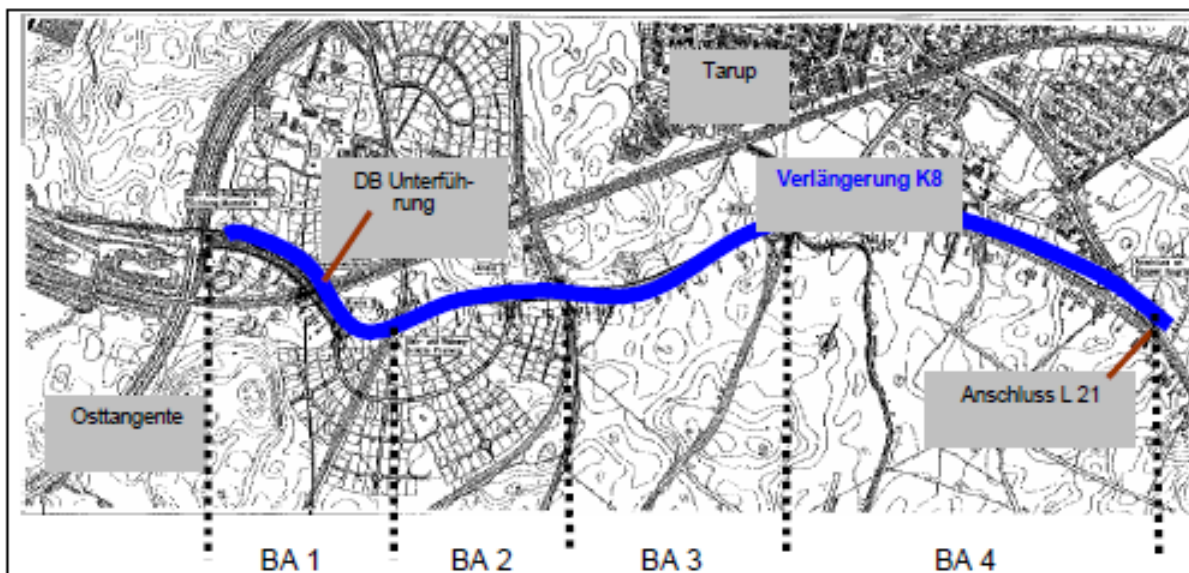 Tarup
DB Unterfüh-
rung
Verlängerung K8
Osttangente
Anschluss L 21
BA 1
BA 2
BA 3
BA 4